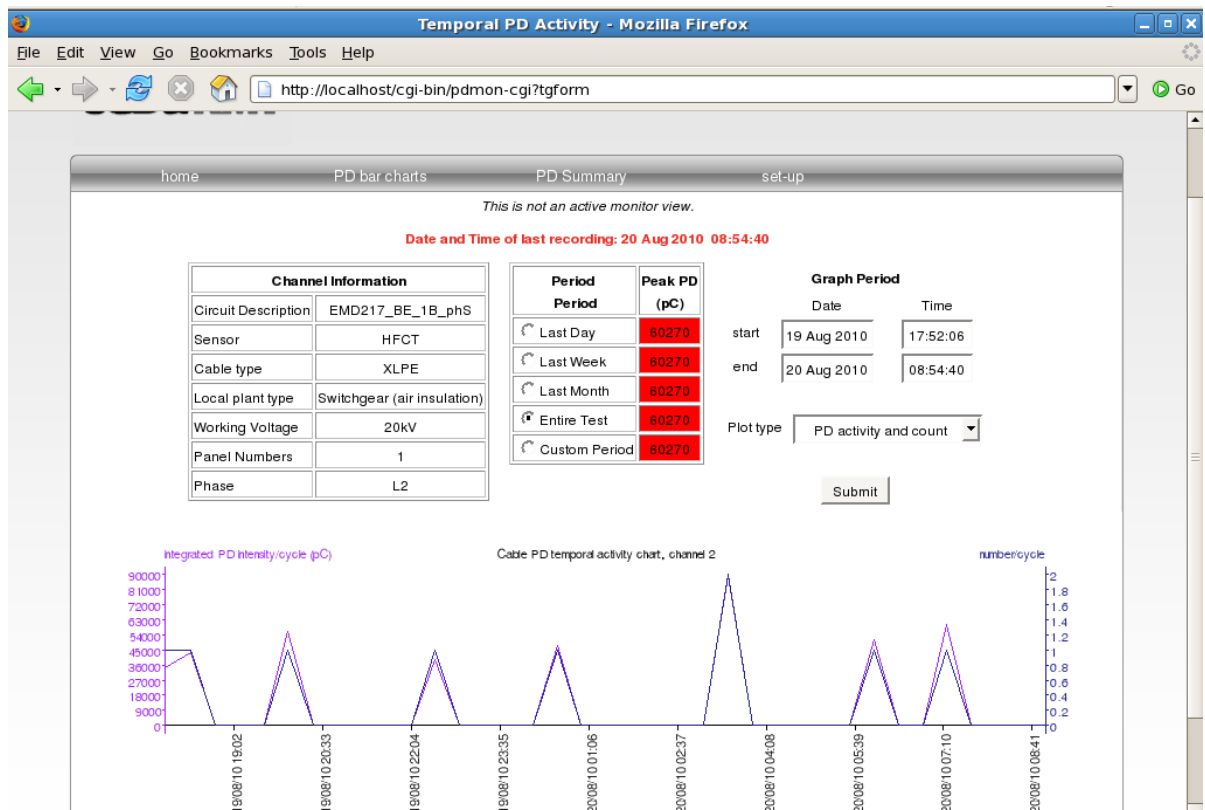 Temporal PD Activity - Mozilla Firefox
File Edit View Go Bookmarks Tools Help
http://localhost/cgi-bin/pdmon-cgi?tgform Go
home PD bar charts PD Summary set-up
This is not an active monitor view.
Date and Time of last recording: 20 Aug 2010 08:54:40
Channel Information
Circuit Description EMD217_BE_1B_phS
Sensor HFCT
Cable type XLPE
Local plant type Switchgear (air insulation)
Working Voltage 20kV
Panel Numbers 1
Phase L2
Period Peak PD
Period (pC)
Last Day 60270
Last Week 60270
Last Month 60270
Entire Test 60270
Custom Period 60270
Graph Period
Date Time
start 19 Aug 2010 17:52:06
end 20 Aug 2010 08:54:40
Plot type PD activity and count
Submit
Integrated PD Intensity/cycle (pC) Cable PD temporal activity chart, channel 2 number/cycle
90000 2
81000 1.8
72000 1.6
63000 1.4
54000 1.2
45000 1
36000 0.8
27000 0.6
18000 0.4
9000 0.2
0 0
19/08/10 19:02
19/08/10 20:33
19/08/10 22:04
19/08/10 23:35
20/08/10 01:06
20/08/10 02:37
20/08/10 04:08
20/08/10 05:39
20/08/10 07:10
20/08/10 08:41